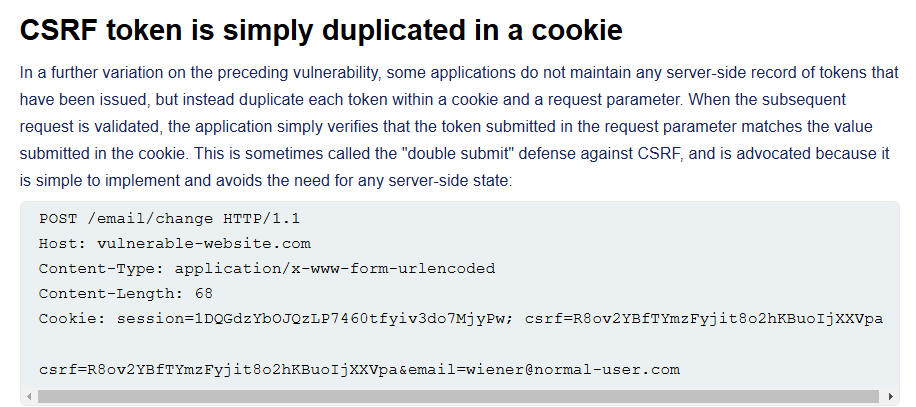 CSRF token is simply duplicated in a cookie
In a further variation on the preceding vulnerability, some applications do not maintain any server-side record of tokens that
have been issued, but instead duplicate each token within a cookie and a request parameter. When the subsequent
request is validated, the application simply verifies that the token submitted in the request parameter matches the value
submitted in the cookie. This is sometimes called the "double submit" defense against CSRF, and is advocated because it
is simple to implement and avoids the need for any server-side state:
POST /email/change HTTP/1.1
Host: vulnerable-website.com
Content-Type: application/x-www-form-urlencoded
Content-Length: 68
Cookie: session=1DQGdzYbOJQzLP7460tfyiv3do7MjyPw; csrf=R8ov2YBfTYmzFyjit8o2hKBuoIjXXVpa
csrf=R8ov2YBfTYmzFyjit8o2hKBuoIjXXVpa&email=wiener@normal-user.com